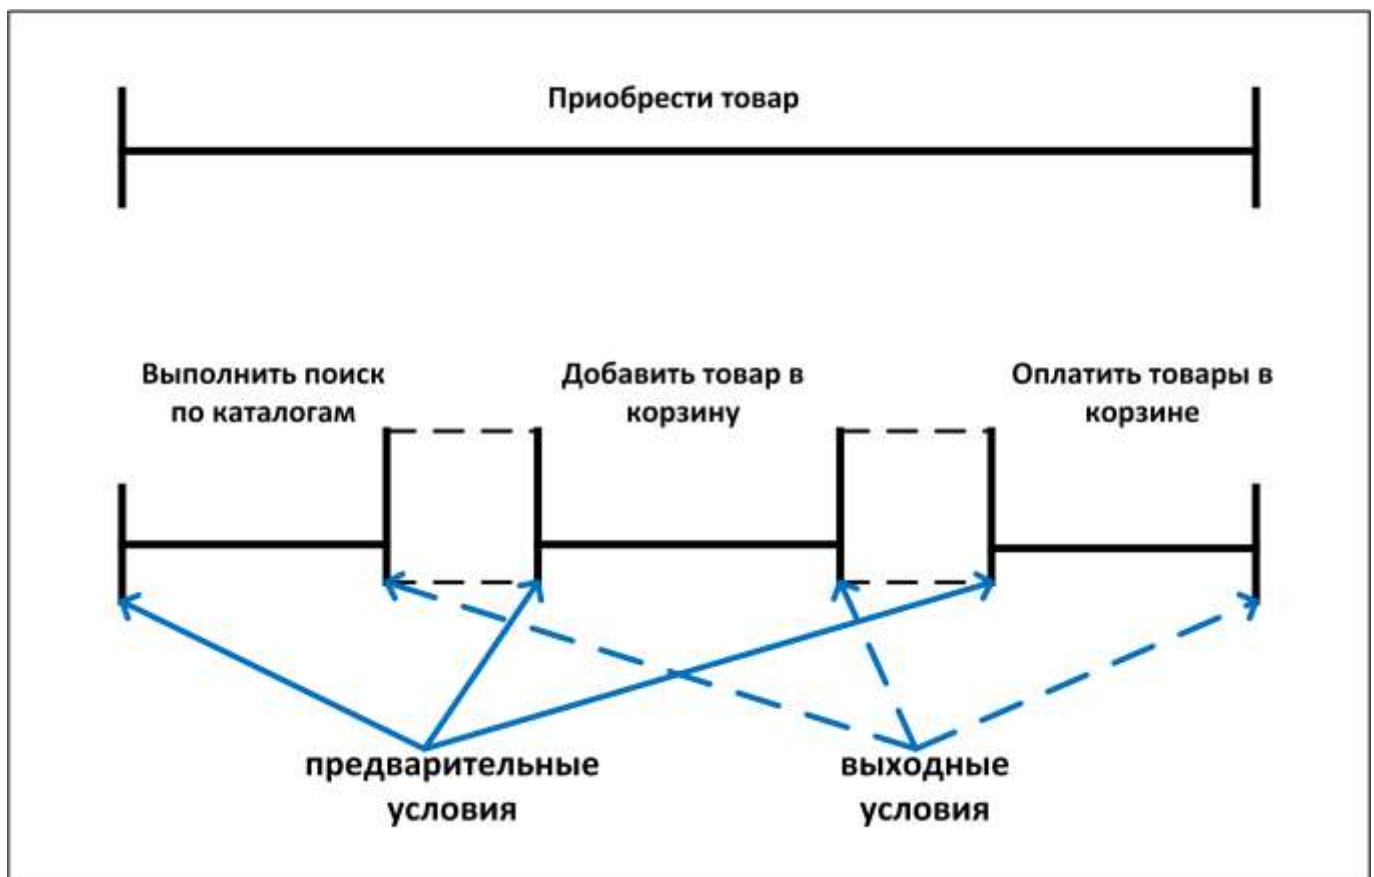 Приобрести товар
Выполнить поиск
по каталогам
Добавить товар в
корзину
Оплатить товары в
корзине
предварительные
условия
выходные
условия